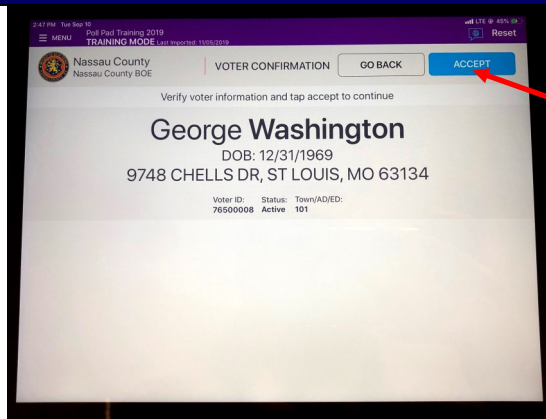 2:47 PM Tue Sep 10
LTE 45%
MENU
Poll Pad Training 2019
TRAINING MODE Last Imported: 11/05/2019
Reset
Nassau County
Nassau County BOE
VOTER CONFIRMATION
GO BACK
ACCEPT
Verify voter information and tap accept to continue
George Washington
DOB: 12/31/1969
9748 CHELLS DR, ST LOUIS, MO 63134
Voter ID: Status: Town/AD/ED:
76500008 Active 101